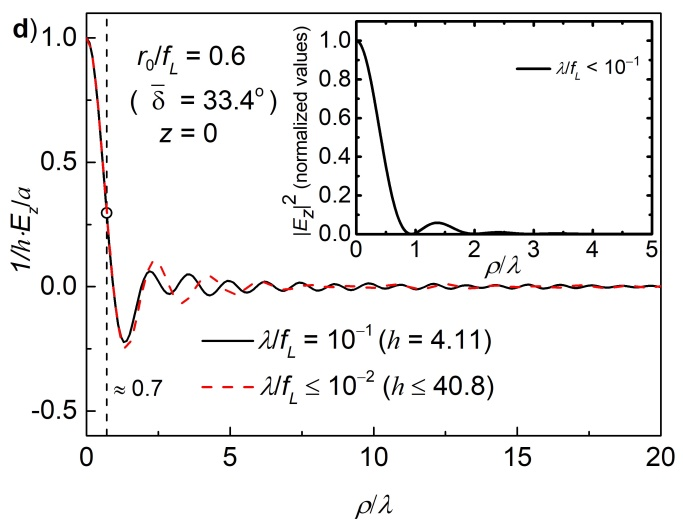 d)
1/h·E_z/a
1.0
0.5
0.0
-0.5
0
5
10
15
20
ρ/λ
r₀/f_L = 0.6
( δ̄ = 33.4°
z = 0
≈ 0.7
λ/f_L = 10⁻¹ (h = 4.11)
λ/f_L ≤ 10⁻² (h ≤ 40.8)
|E_z|² (normalized values)
1.0
0.8
0.6
0.4
0.2
0.0
0
1
2
3
4
5
ρ/λ
λ/f_L < 10⁻¹